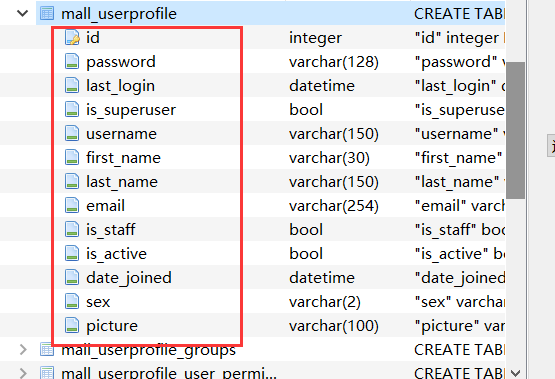 mall_userprofile CREATE TABL
id integer "id" integer
password varchar(128) "password" v
last_login datetime "last_login" d
is_superuser bool "is_superuse
username varchar(150) "username"
first_name varchar(30) "first_name"
last_name varchar(150) "last_name"
email varchar(254) "email" varch
is_staff bool "is_staff" boo
is_active bool "is_active" bo
date_joined datetime "date_joined
sex varchar(2) "sex" varchar
picture varchar(100) "picture" var
mall_userprofile_groups CREATE TABL
mall_userprofile_user_permi... CREATE TABL